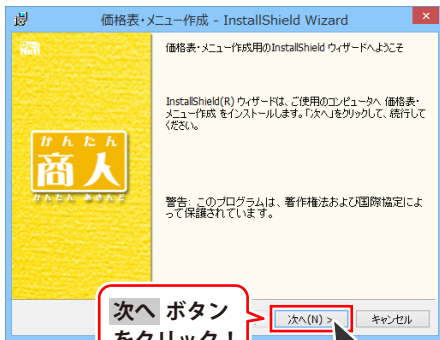 価格表・メニュー作成 - InstallShield Wizard
価格表・メニュー作成用のInstallShield ウィザードへようこそ
InstallShield(R) ウィザードは、ご使用のコンピュータへ 価格表・
メニュー作成 をインストールします。「次へ」をクリックして、続行して
ください。
かんたん
商人
かんたん あきんど
警告: このプログラムは、著作権法および国際協定によ
って保護されています。
次へ ボタン
をクリック!
次へ(N) >
キャンセル